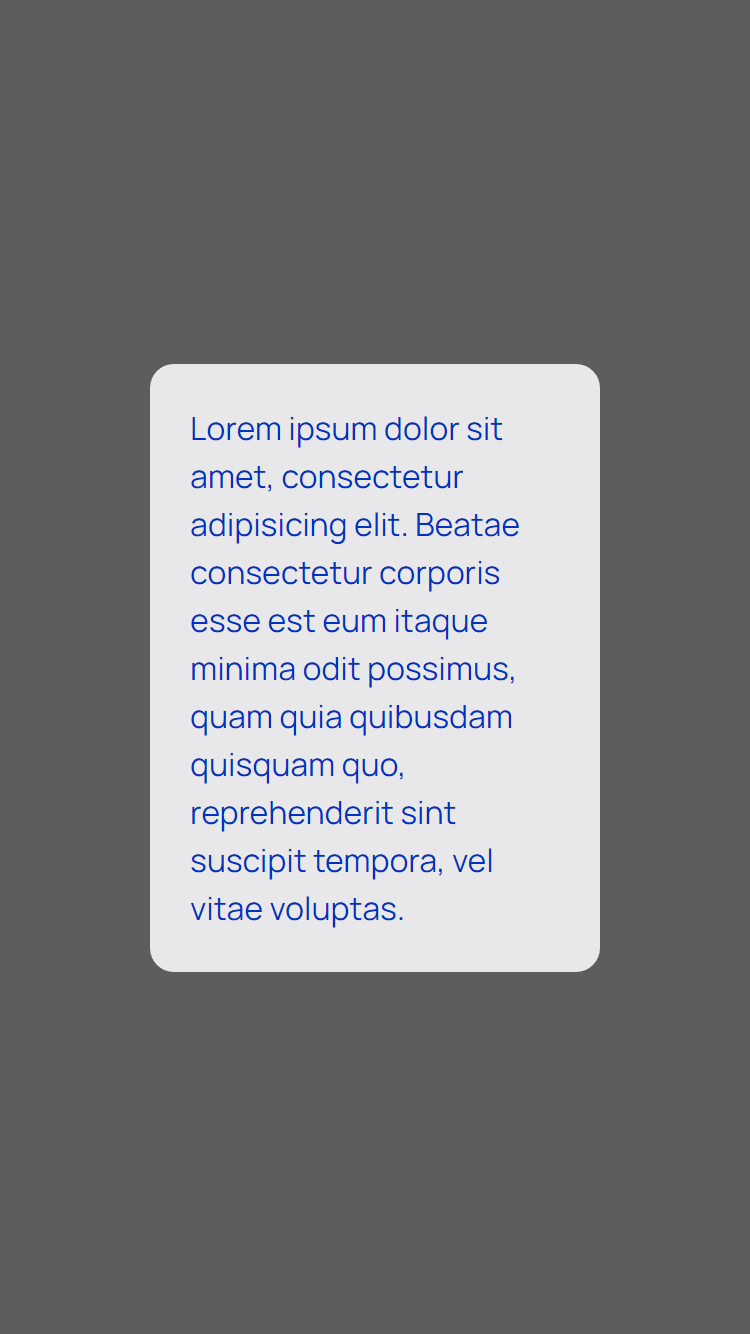 Lorem ipsum dolor sit
amet, consectetur
adipisicing elit. Beatae
consectetur corporis
esse est eum itaque
minima odit possimus,
quam quia quibusdam
quisquam quo,
reprehenderit sint
suscipit tempora, vel
vitae voluptas.